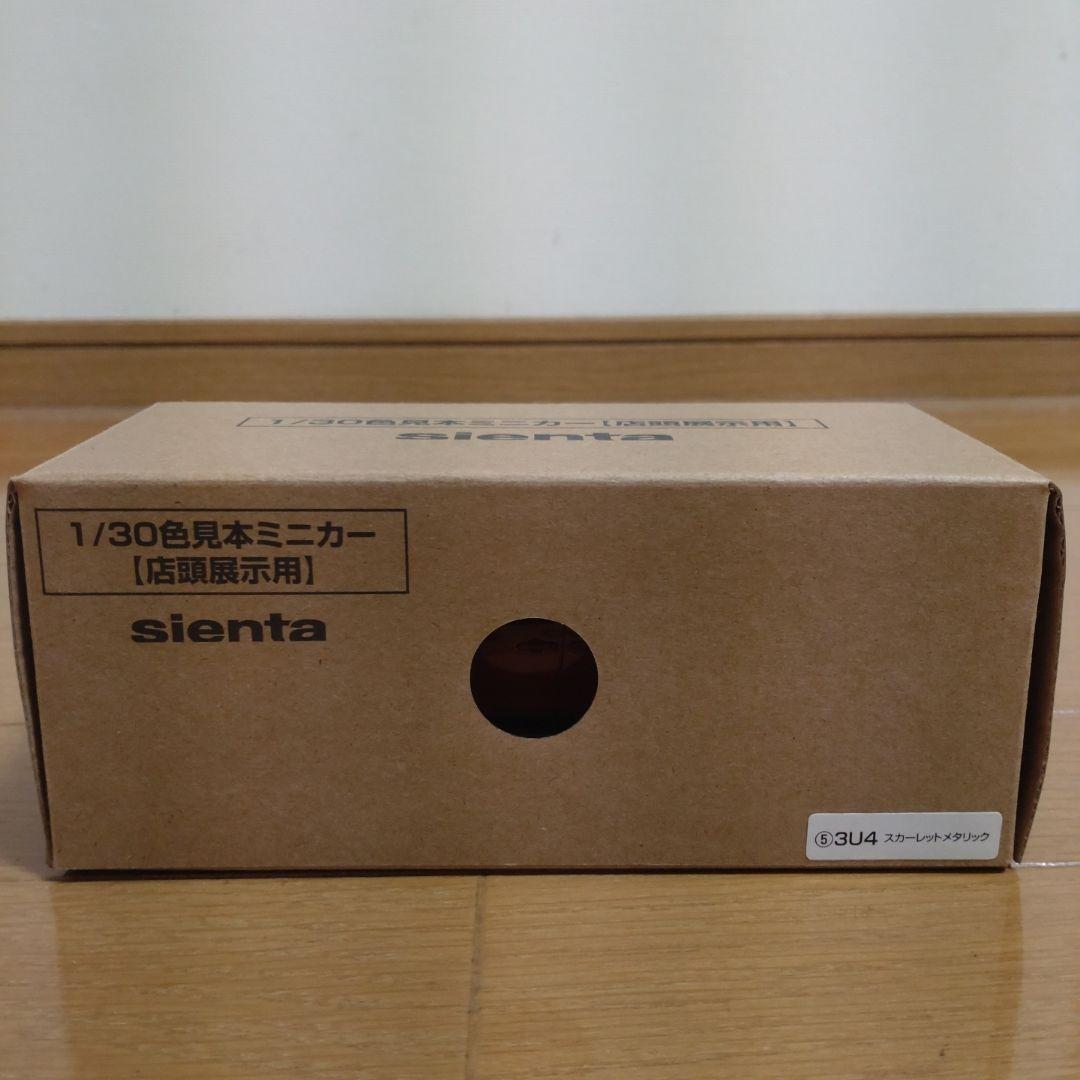 1/30色見本ミニカー【店頭展示用】
sienta
1/30色見本ミニカー
【店頭展示用】
sienta
⑤3U4 スカーレットメタリック